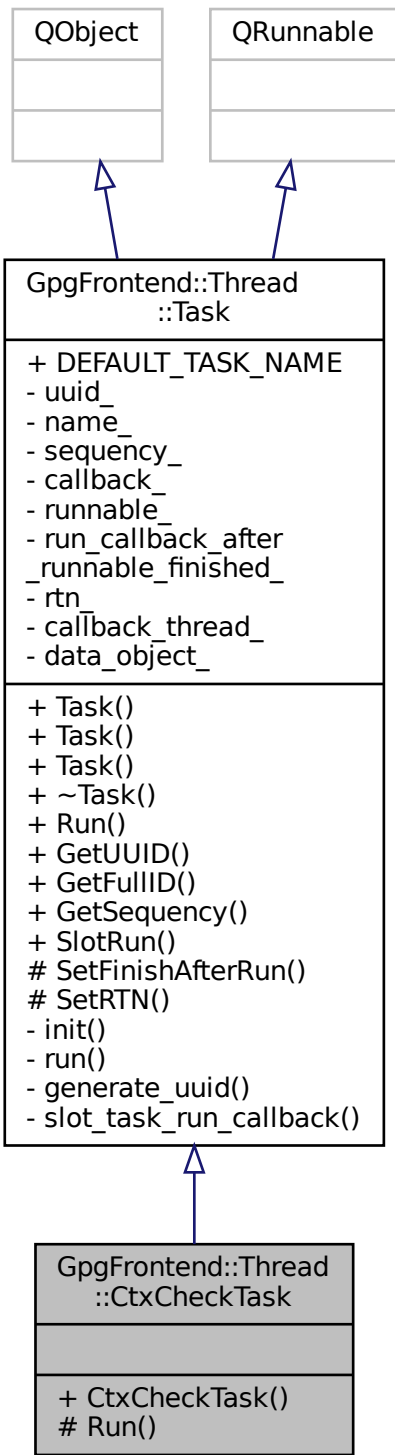 QObject
QRunnable
GpgFrontend::Thread
::Task
+ DEFAULT_TASK_NAME
- uuid_
- name_
- sequency_
- callback_
- runnable_
- run_callback_after
_runnable_finished_
- rtn_
- callback_thread_
- data_object_
+ Task()
+ Task()
+ Task()
+ ~Task()
+ Run()
+ GetUUID()
+ GetFullID()
+ GetSequency()
+ SlotRun()
# SetFinishAfterRun()
# SetRTN()
- init()
- run()
- generate_uuid()
- slot_task_run_callback()
GpgFrontend::Thread
::CtxCheckTask
+ CtxCheckTask()
# Run()